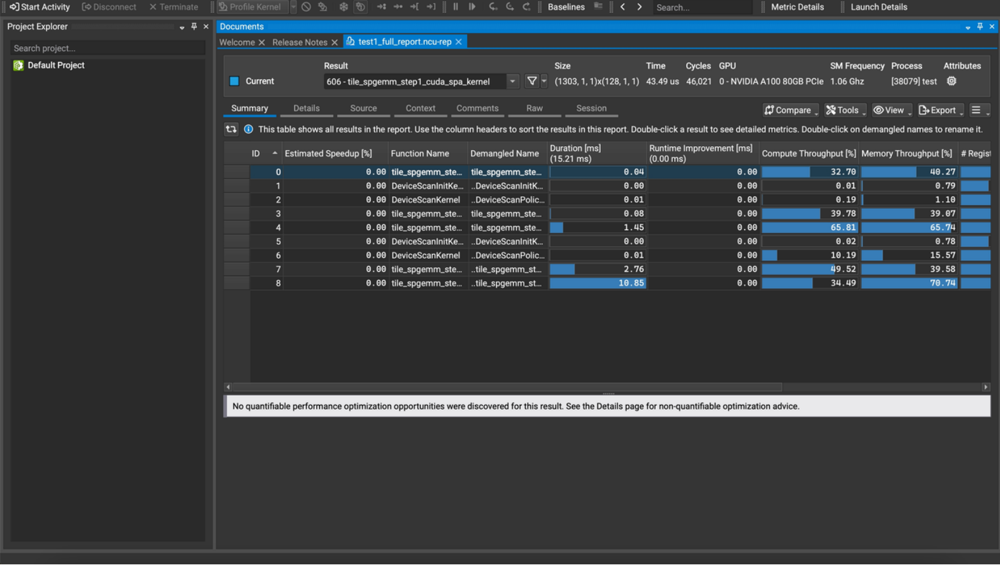 Start Activity Disconnect Terminate Profile Kernel Baselines Search... Metric Details Launch Details
Project Explorer
Search project...
Default Project
Documents
Welcome Release Notes test1_full_report.ncu-rep
Result Size Time Cycles GPU SM Frequency Process Attributes
Current 606 - tile_spgemm_step1_cuda_spa_kernel (1303, 1, 1)x(128, 1, 1) 43.49 us 46,021 0 - NVIDIA A100 80GB PCIe 1.06 Ghz [38079] test
Summary Details Source Context Comments Raw Session Compare Tools View Export
This table shows all results in the report. Use the column headers to sort the results in this report. Double-click a result to see detailed metrics. Double-click on demangled names to rename it.
ID Estimated Speedup [%] Function Name Demangled Name Duration [ms] (15.21 ms) Runtime Improvement [ms] (0.00 ms) Compute Throughput [%] Memory Throughput [%] # Regist
0 0.00 tile_spgemm_ste... tile_spgemm_ste... 0.04 0.00 32.70 40.27
1 0.00 DeviceScanInitKe... ..DeviceScanInitK... 0.00 0.00 0.01 0.79
2 0.00 DeviceScanKernel ..DeviceScanPolic... 0.01 0.00 0.19 1.10
3 0.00 tile_spgemm_ste... tile_spgemm_ste... 0.08 0.00 39.78 39.07
4 0.00 tile_spgemm_ste... tile_spgemm_ste... 1.45 0.00 65.81 65.74
5 0.00 DeviceScanInitKe... ..DeviceScanInitK... 0.00 0.00 0.02 0.78
6 0.00 DeviceScanKernel ..DeviceScanPolic... 0.01 0.00 10.19 15.57
7 0.00 tile_spgemm_ste... ..tile_spgemm_st... 2.76 0.00 49.52 39.58
8 0.00 tile_spgemm_ste... ..tile_spgemm_st... 10.85 0.00 34.49 70.74
No quantifiable performance optimization opportunities were discovered for this result. See the Details page for non-quantifiable optimization advice.